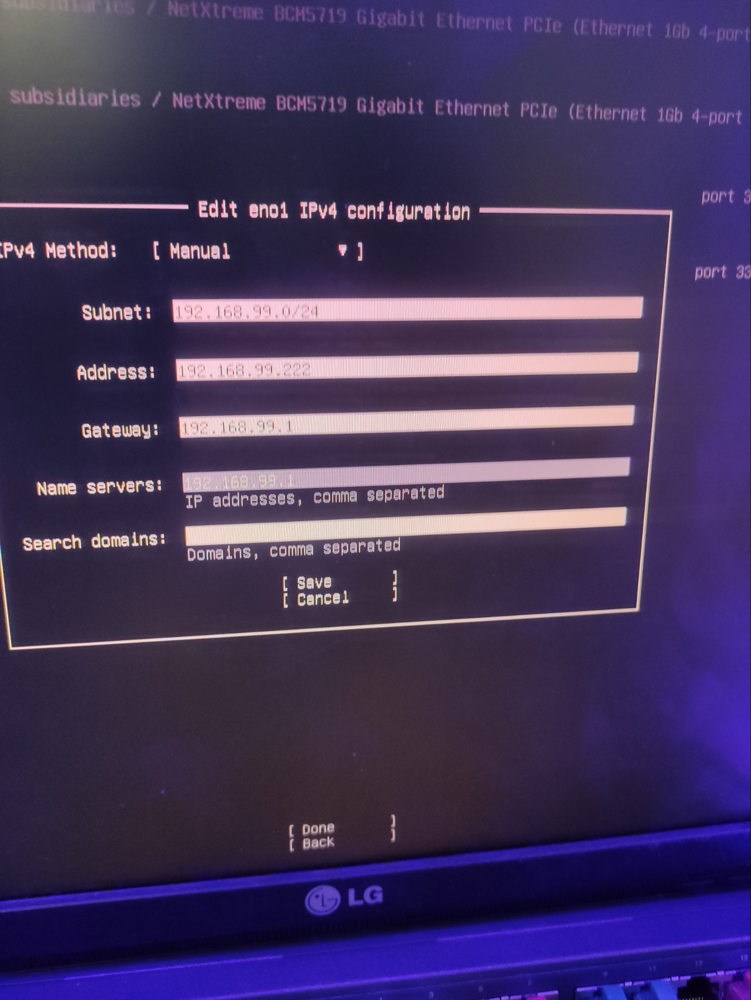 subsidiaries / NetXtreme BCM5719 Gigabit Ethernet PCIe (Ethernet 1Gb 4-port
subsidiaries / NetXtreme BCM5719 Gigabit Ethernet PCIe (Ethernet 1Gb 4-port
port 3
Edit eno1 IPv4 configuration
IPv4 Method: [ Manual ▾ ]
port 33
Subnet: 192.168.99.0/24
Address: 192.168.99.222
Gateway: 192.168.99.1
Name servers: 192.168.99.1
IP addresses, comma separated
Search domains:
Domains, comma separated
[ Save ]
[ Cancel ]
[ Done ]
[ Back ]
LG